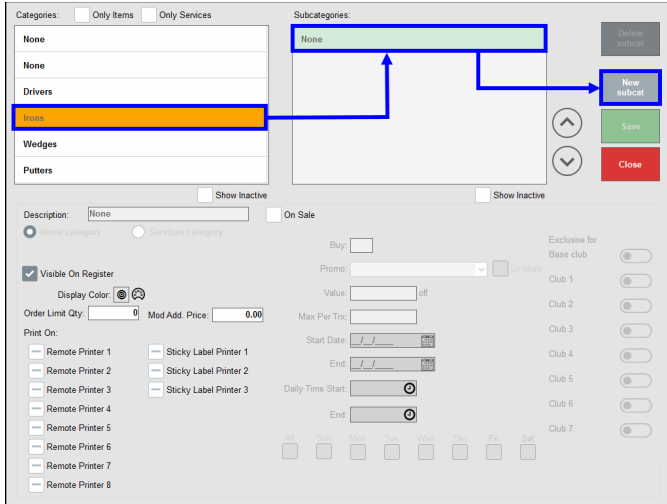 Categories: Only Items Only Services Subcategories:
None
None
Drivers
Irons
Wedges
Putters
None
Delete subcat
New subcat
Save
Close
Show Inactive
Show Inactive
Description: None On Sale
Items category Services category
Visible On Register
Display Color:
Order Limit Qty: 0 Mod Add. Price: 0.00
Print On:
Remote Printer 1 Sticky Label Printer 1
Remote Printer 2 Sticky Label Printer 2
Remote Printer 3 Sticky Label Printer 3
Remote Printer 4
Remote Printer 5
Remote Printer 6
Remote Printer 7
Remote Printer 8
Buy:
Promo: Or More
Value: off
Max Per Trx:
Start Date: _/_/__
End: _/_/__
Daily Time Start:
End:
All Sun Mon Tue Wed Thu Fri Sat
Exclusive for
Base club
Club 1
Club 2
Club 3
Club 4
Club 5
Club 6
Club 7.